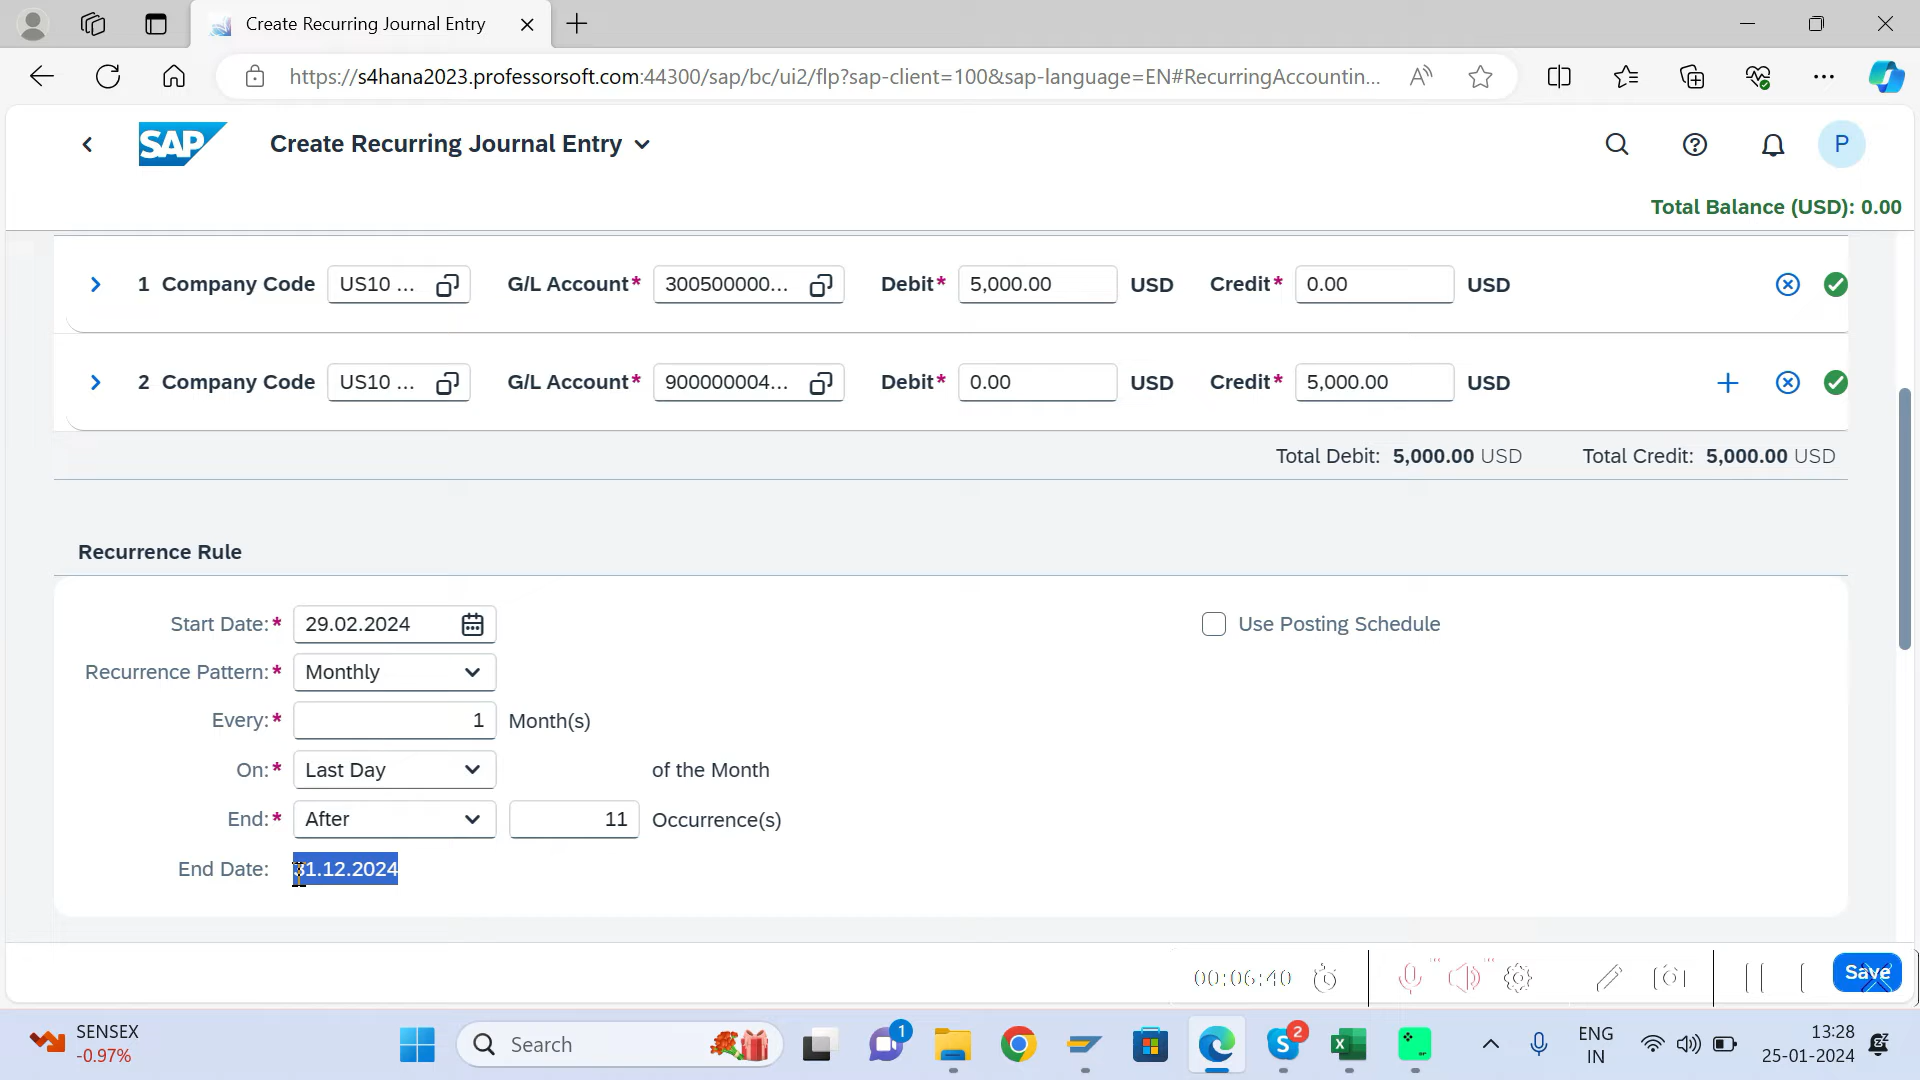 Create Recurring Journal Entry
https://s4hana2023.professorsoft.com:44300/sap/bc/ui2/flp?sap-client=100&sap-language=EN#RecurringAccountin...
SAP Create Recurring Journal Entry P
Total Balance (USD): 0.00
1 Company Code US10 ... G/L Account* 300500000... Debit* 5,000.00 USD Credit* 0.00 USD
2 Company Code US10 ... G/L Account* 900000004... Debit* 0.00 USD Credit* 5,000.00 USD
Total Debit: 5,000.00 USD Total Credit: 5,000.00 USD
Recurrence Rule
Start Date:* 29.02.2024 Use Posting Schedule
Recurrence Pattern:* Monthly
Every:* 1 Month(s)
On:* Last Day of the Month
End:* After 11 Occurrence(s)
End Date: 31.12.2024
00:06:40 Save
SENSEX
-0.97%
Search
1
2
ENG
IN
13:28
25-01-2024